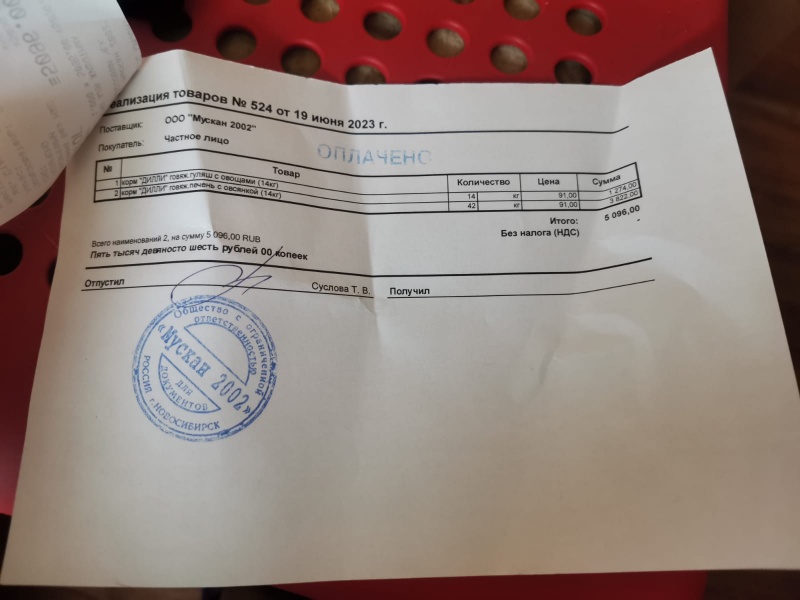 еализация товаров № 524 от 19 июня 2023 г.
Поставщик: ООО "Мускан 2002"
Покупатель: Частное лицо
ОПЛАЧЕНО
№ Товар Количество Цена Сумма
1 корм "ДИЛЛИ" говяж.гуляш с овощами (14кг) 14 кг 91,00 1 274,00
2 корм "ДИЛЛИ" говяж.печень с овсянкой (14кг) 42 кг 91,00 3 822,00
Итого: 5 096,00
Без налога (НДС) -
Всего наименований 2, на сумму 5 096,00 RUB
Пять тысяч девяносто шесть рублей 00 копеек
Отпустил Суслова Т. В. Получил
Общество с ограниченной
ответственностью
«Мускан 2002»
для
ДОКУМЕНТОВ
РОССИЯ г.НОВОСИБИРСК
≡5096